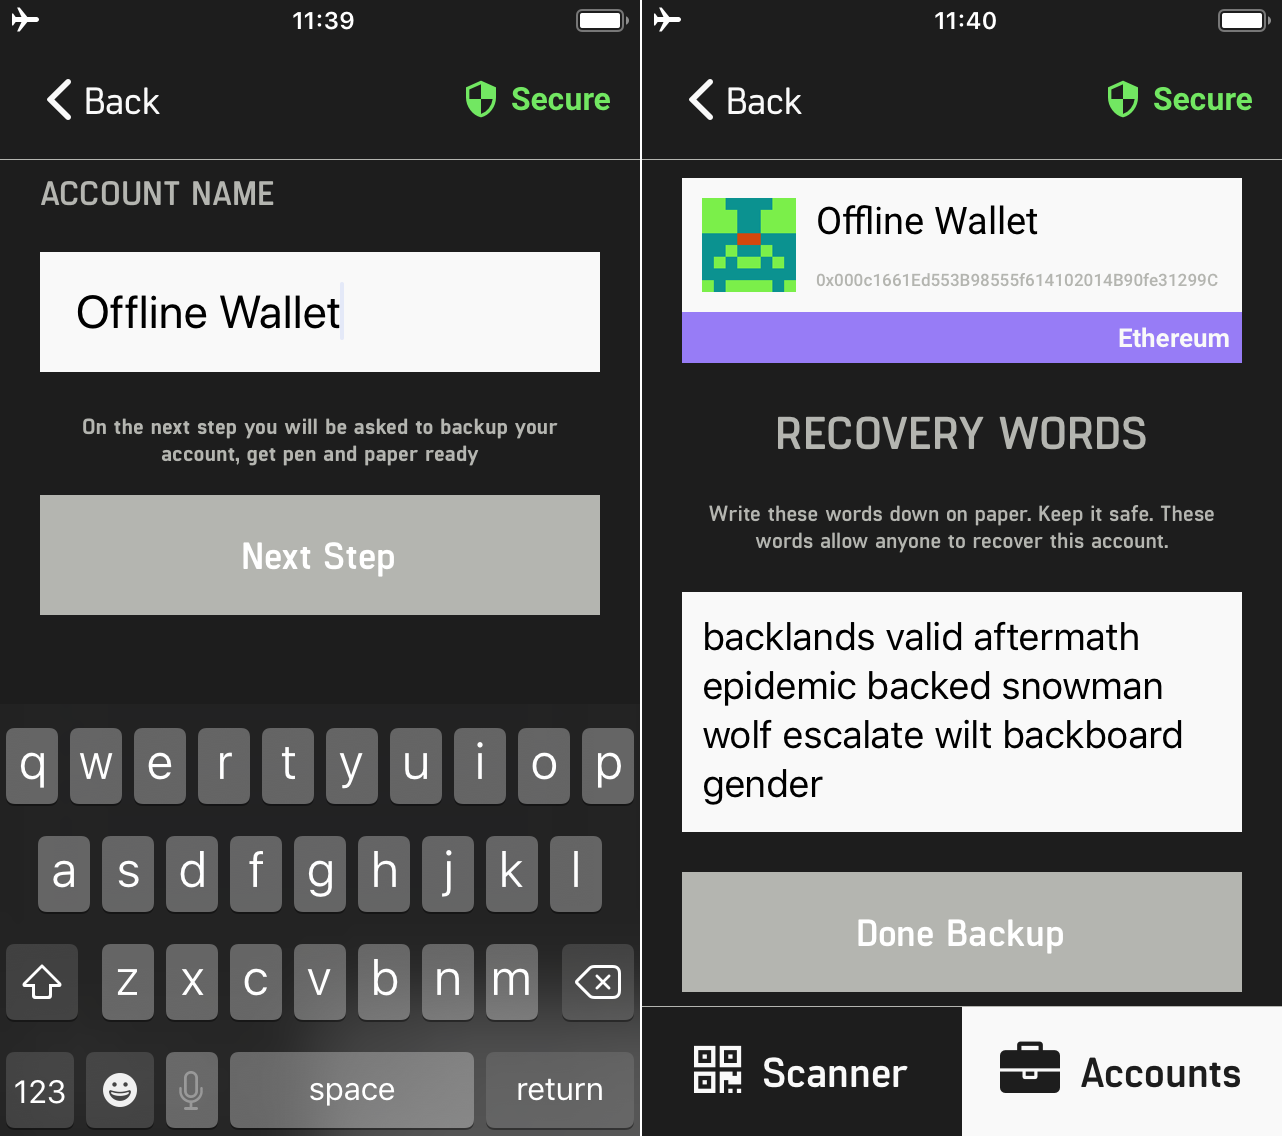 11:39
Back
Secure
ACCOUNT NAME
Offline Wallet
On the next step you will be asked to backup your
account, get pen and paper ready
Next Step
q w e r t y u i o p
a s d f g h j k l
z x c v b n m
123 space return
11:40
Back
Secure
Offline Wallet
0x000c1661Ed553B98555f614102014B90fe31299C
Ethereum
RECOVERY WORDS
Write these words down on paper. Keep it safe. These
words allow anyone to recover this account.
backlands valid aftermath
epidemic backed snowman
wolf escalate wilt backboard
gender
Done Backup
Scanner
Accounts